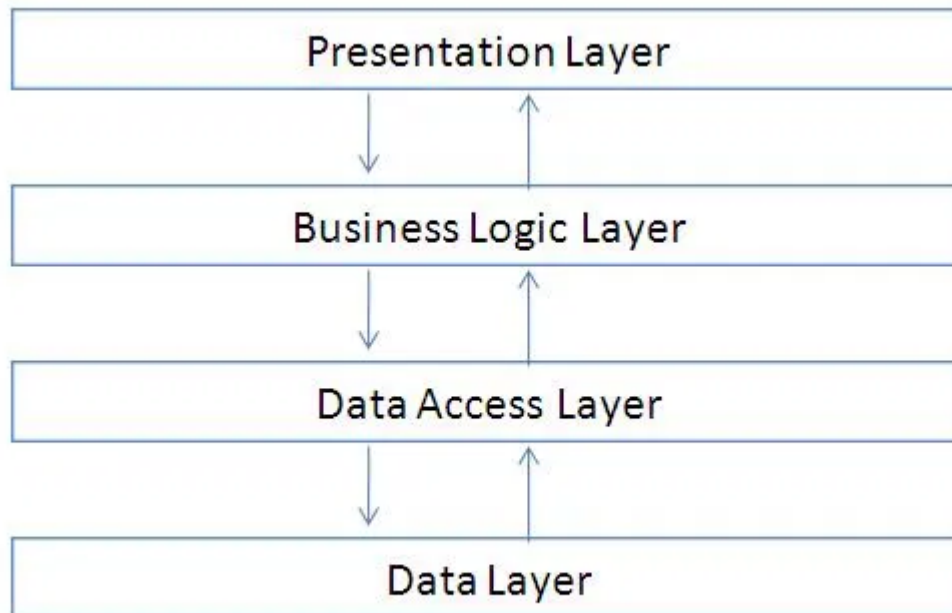 Presentation Layer
Business Logic Layer
Data Access Layer
Data Layer